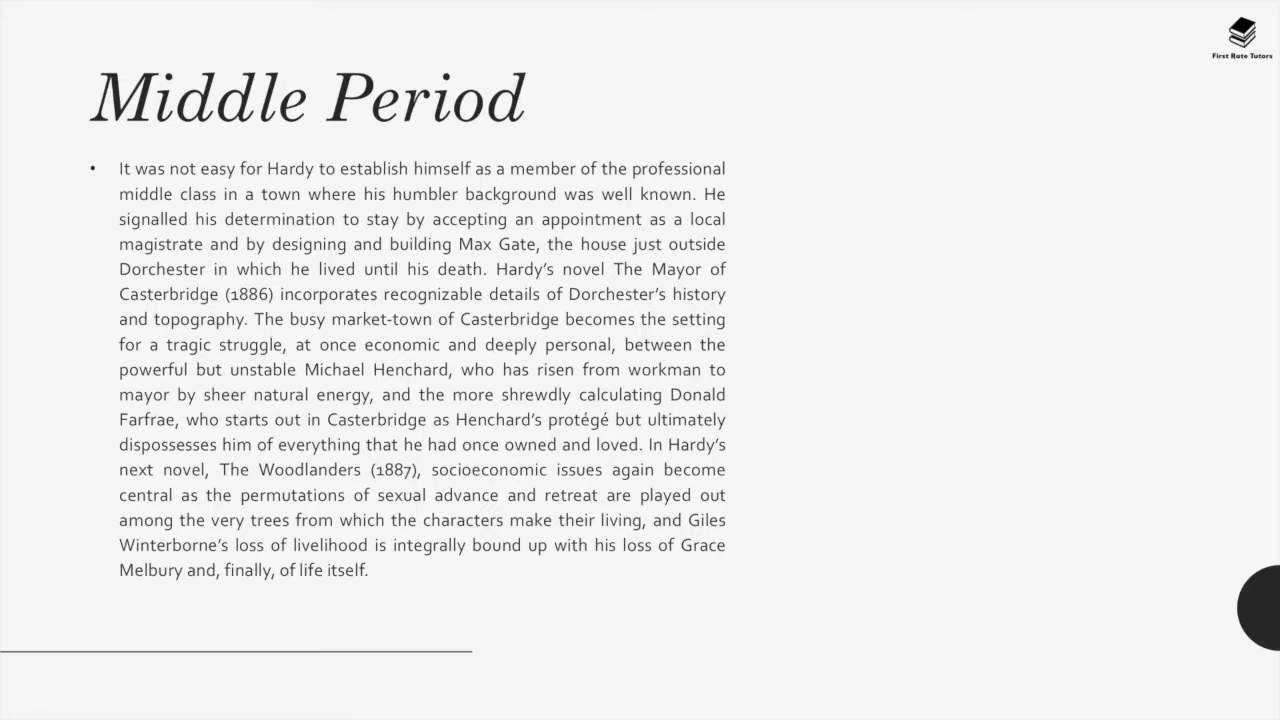 First Rate Tutors
Middle Period
• It was not easy for Hardy to establish himself as a member of the professional
middle class in a town where his humbler background was well known. He
signalled his determination to stay by accepting an appointment as a local
magistrate and by designing and building Max Gate, the house just outside
Dorchester in which he lived until his death. Hardy’s novel The Mayor of
Casterbridge (1886) incorporates recognizable details of Dorchester’s history
and topography. The busy market-town of Casterbridge becomes the setting
for a tragic struggle, at once economic and deeply personal, between the
powerful but unstable Michael Henchard, who has risen from workman to
mayor by sheer natural energy, and the more shrewdly calculating Donald
Farfrae, who starts out in Casterbridge as Henchard’s protégé but ultimately
dispossesses him of everything that he had once owned and loved. In Hardy’s
next novel, The Woodlanders (1887), socioeconomic issues again become
central as the permutations of sexual advance and retreat are played out
among the very trees from which the characters make their living, and Giles
Winterborne’s loss of livelihood is integrally bound up with his loss of Grace
Melbury and, finally, of life itself.